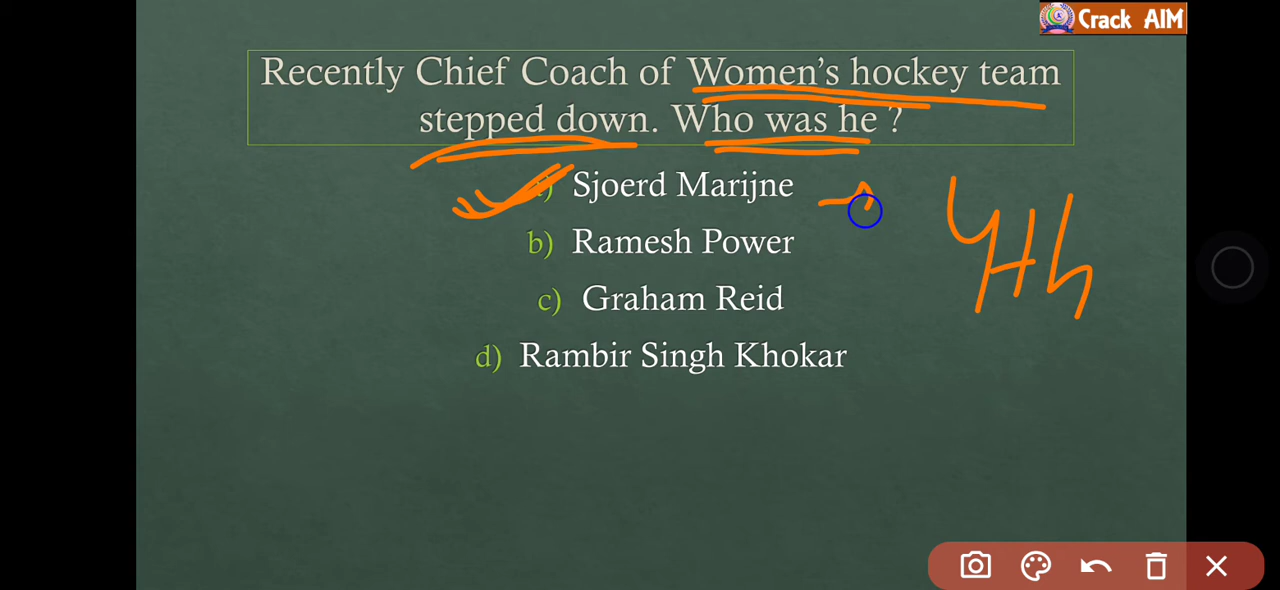 Crack AIM
Recently Chief Coach of Women's hockey team
stepped down. Who was he ?
a) Sjoerd Marijne
b) Ramesh Power
c) Graham Reid
d) Rambir Singh Khokar
4th